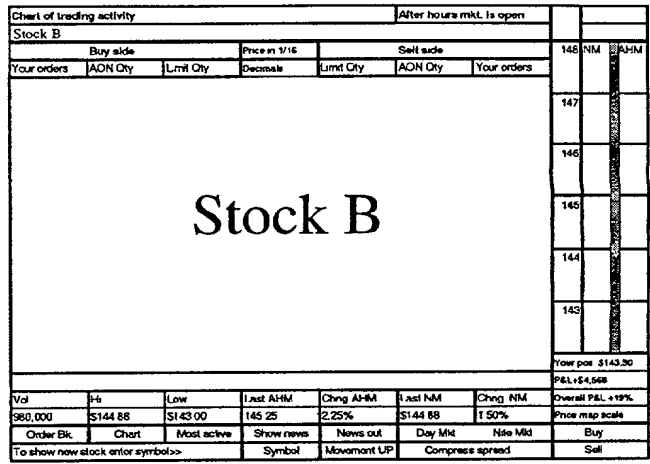 Chart of trading activity After hours mkt. is open
Stock B
Buy side Price in 1/16 Sell side 148 NM AHM
Your orders AON Qty Lmit Qty Decimals Limit Qty AON Qty Your orders
147
146
Stock B
145
144
143
Your pos $143.50
P&L+$4,568
Vol Hi Low Last AHM Chng AHM Last NM Chng NM Overall P&L +19%
980,000 $144 88 $143 00 145 25 2.25% $144 88 1 50% Price map scale
Order Bk. Chart Most active Show news News out Day Mkt Nite Mkt Buy
To show new stock enter symbol>> Symbol Movement UP Compress spread Sell